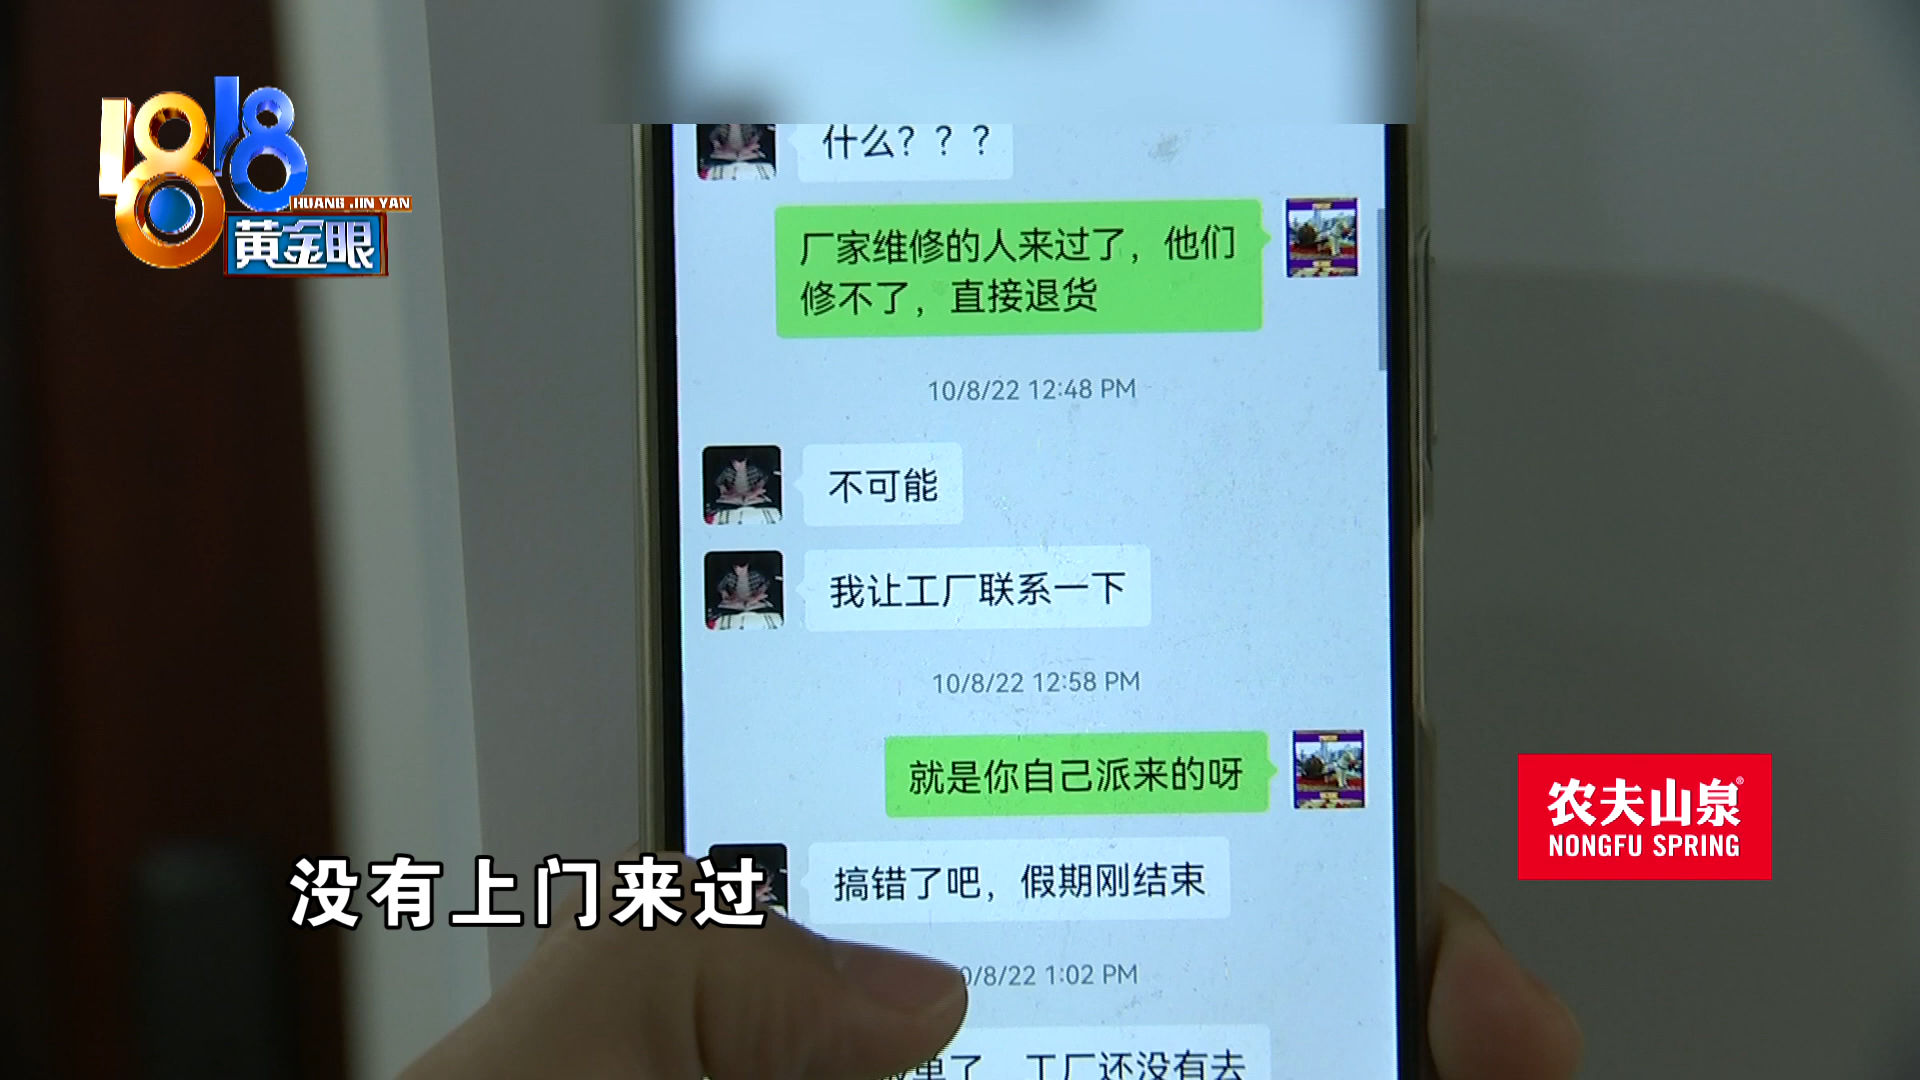 1818
HUANG JIN YAN
黄金眼
什么？？？
厂家维修的人来过了，他们
修不了，直接退货
10/8/22 12:48 PM
不可能
我让工厂联系一下
10/8/22 12:58 PM
就是你自己派来的呀
搞错了吧，假期刚结束
0/8/22 1:02 PM
单了 工厂还没有去
没有上门来过
农夫山泉®
NONGFU SPRING